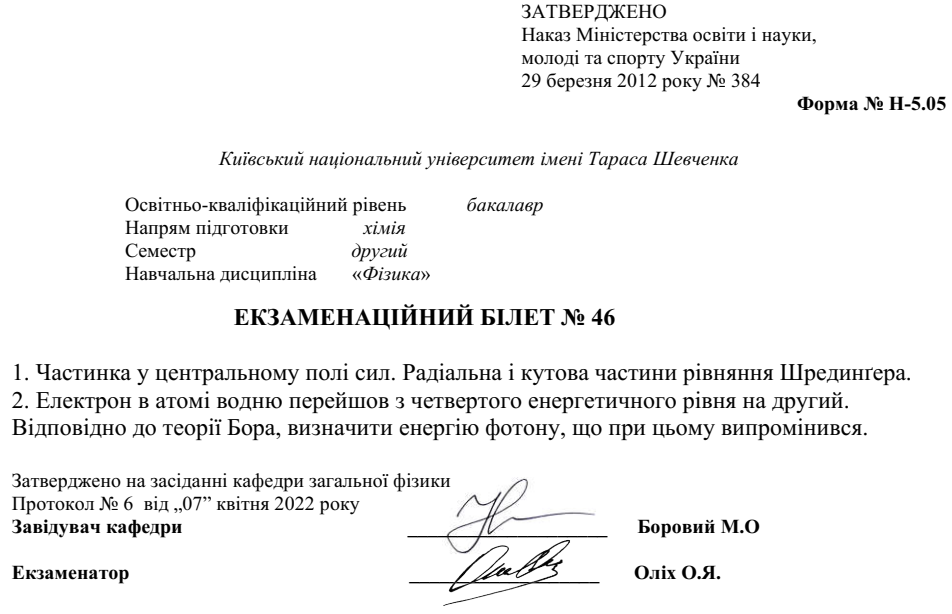 ЗАТВЕРДЖЕНО
Наказ Міністерства освіти і науки,
молоді та спорту України
29 березня 2012 року № 384
Форма № Н-5.05
Київський національний університет імені Тараса Шевченка
Освітньо-кваліфікаційний рівень бакалавр
Напрям підготовки хімія
Семестр другий
Навчальна дисципліна «Фізика»
ЕКЗАМЕНАЦІЙНИЙ БІЛЕТ № 46
1. Частинка у центральному полі сил. Радіальна і кутова частини рівняння Шрединґера.
2. Електрон в атомі водню перейшов з четвертого енергетичного рівня на другий.
Відповідно до теорії Бора, визначити енергію фотону, що при цьому випромінився.
Затверджено на засіданні кафедри загальної фізики
Протокол № 6 від „07” квітня 2022 року
Завідувач кафедри Боровий М.О
Екзаменатор Оліх О.Я.